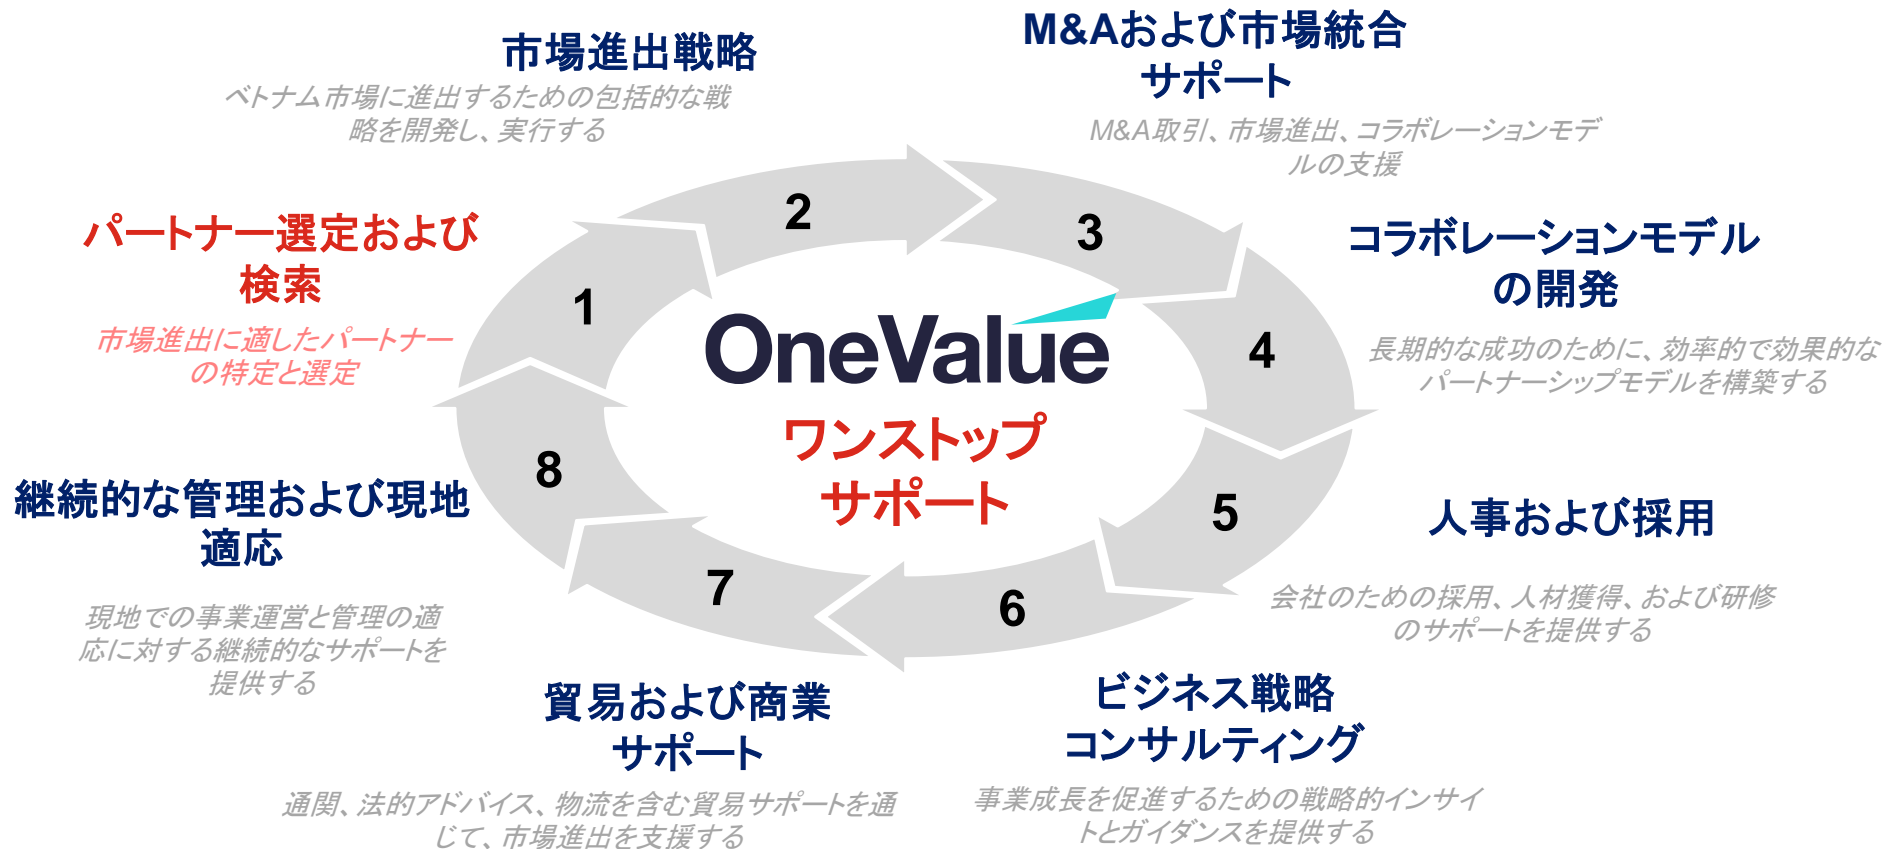 市場進出戦略
ベトナム市場に進出するための包括的な戦
略を開発し、実行する
M&Aおよび市場統合
サポート
M&A取引、市場進出、コラボレーションモデ
ルの支援
パートナー選定および
検索
市場進出に適したパートナー
の特定と選定
コラボレーションモデル
の開発
長期的な成功のために、効率的で効果的な
パートナーシップモデルを構築する
1
2
3
4
5
6
7
8
OneValue
ワンストップ
サポート
継続的な管理および現地
適応
現地での事業運営と管理の適
応に対する継続的なサポートを
提供する
人事および採用
会社のための採用、人材獲得、および研修
のサポートを提供する
貿易および商業
サポート
通関、法的アドバイス、物流を含む貿易サポートを通
じて、市場進出を支援する
ビジネス戦略
コンサルティング
事業成長を促進するための戦略的インサイ
トとガイダンスを提供する